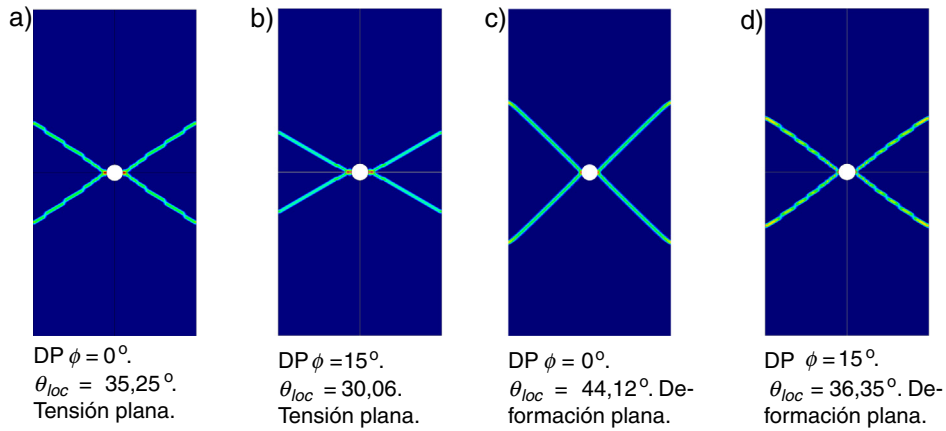 a)
DP ϕ = 0°.
θloc = 35,25°.
Tensión plana.
b)
DP ϕ =15°.
θloc =30,06.
Tensión plana.
c)
DP ϕ = 0°.
θloc = 44,12°. De-
formación plana.
d)
DP ϕ = 15°.
θloc =36,35°. De-
formación plana.